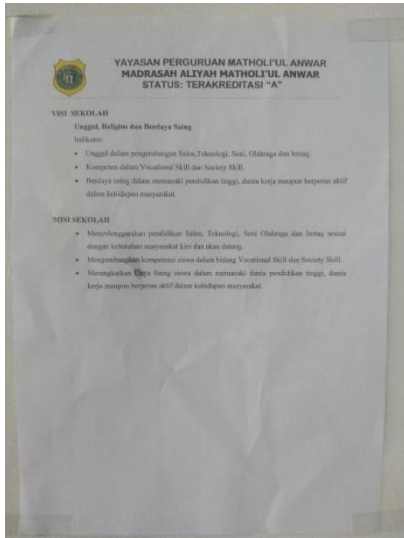 YAYASAN PERGURUAN MATHOLI'UL ANWAR
MADRASAH ALIYAH MATHOLI'UL ANWAR
STATUS: TERAKREDITASI "A"
VISI SEKOLAH
Unggul, Religius dan Berdaya Saing
Indikator
• Unggul dalam pengembangan Sains,Teknologi, Seni, Olahraga dan Imtaq.
• Kompeten dalam Vocational Skill dan Society Skill.
• Berdaya saing dalam memasuki pendidikan tinggi, dunia kerja maupun berperan aktif
dalam kehidupan masyarakat.
MISI SEKOLAH
• Menyelenggarakan pendidikan Sains, Teknologi, Seni Olahraga dan Imtaq sesuai
dengan kebutuhan masyarakat kini dan akan datang.
• Mengembangkan kompetensi siswa dalam bidang Vocational Skill dan Society Skill.
• Meningkatkan Daya Saing siswa dalam memasuki dunia pendidikan tinggi, dunia
kerja maupun berperan aktif dalam kehidupan masyarakat.